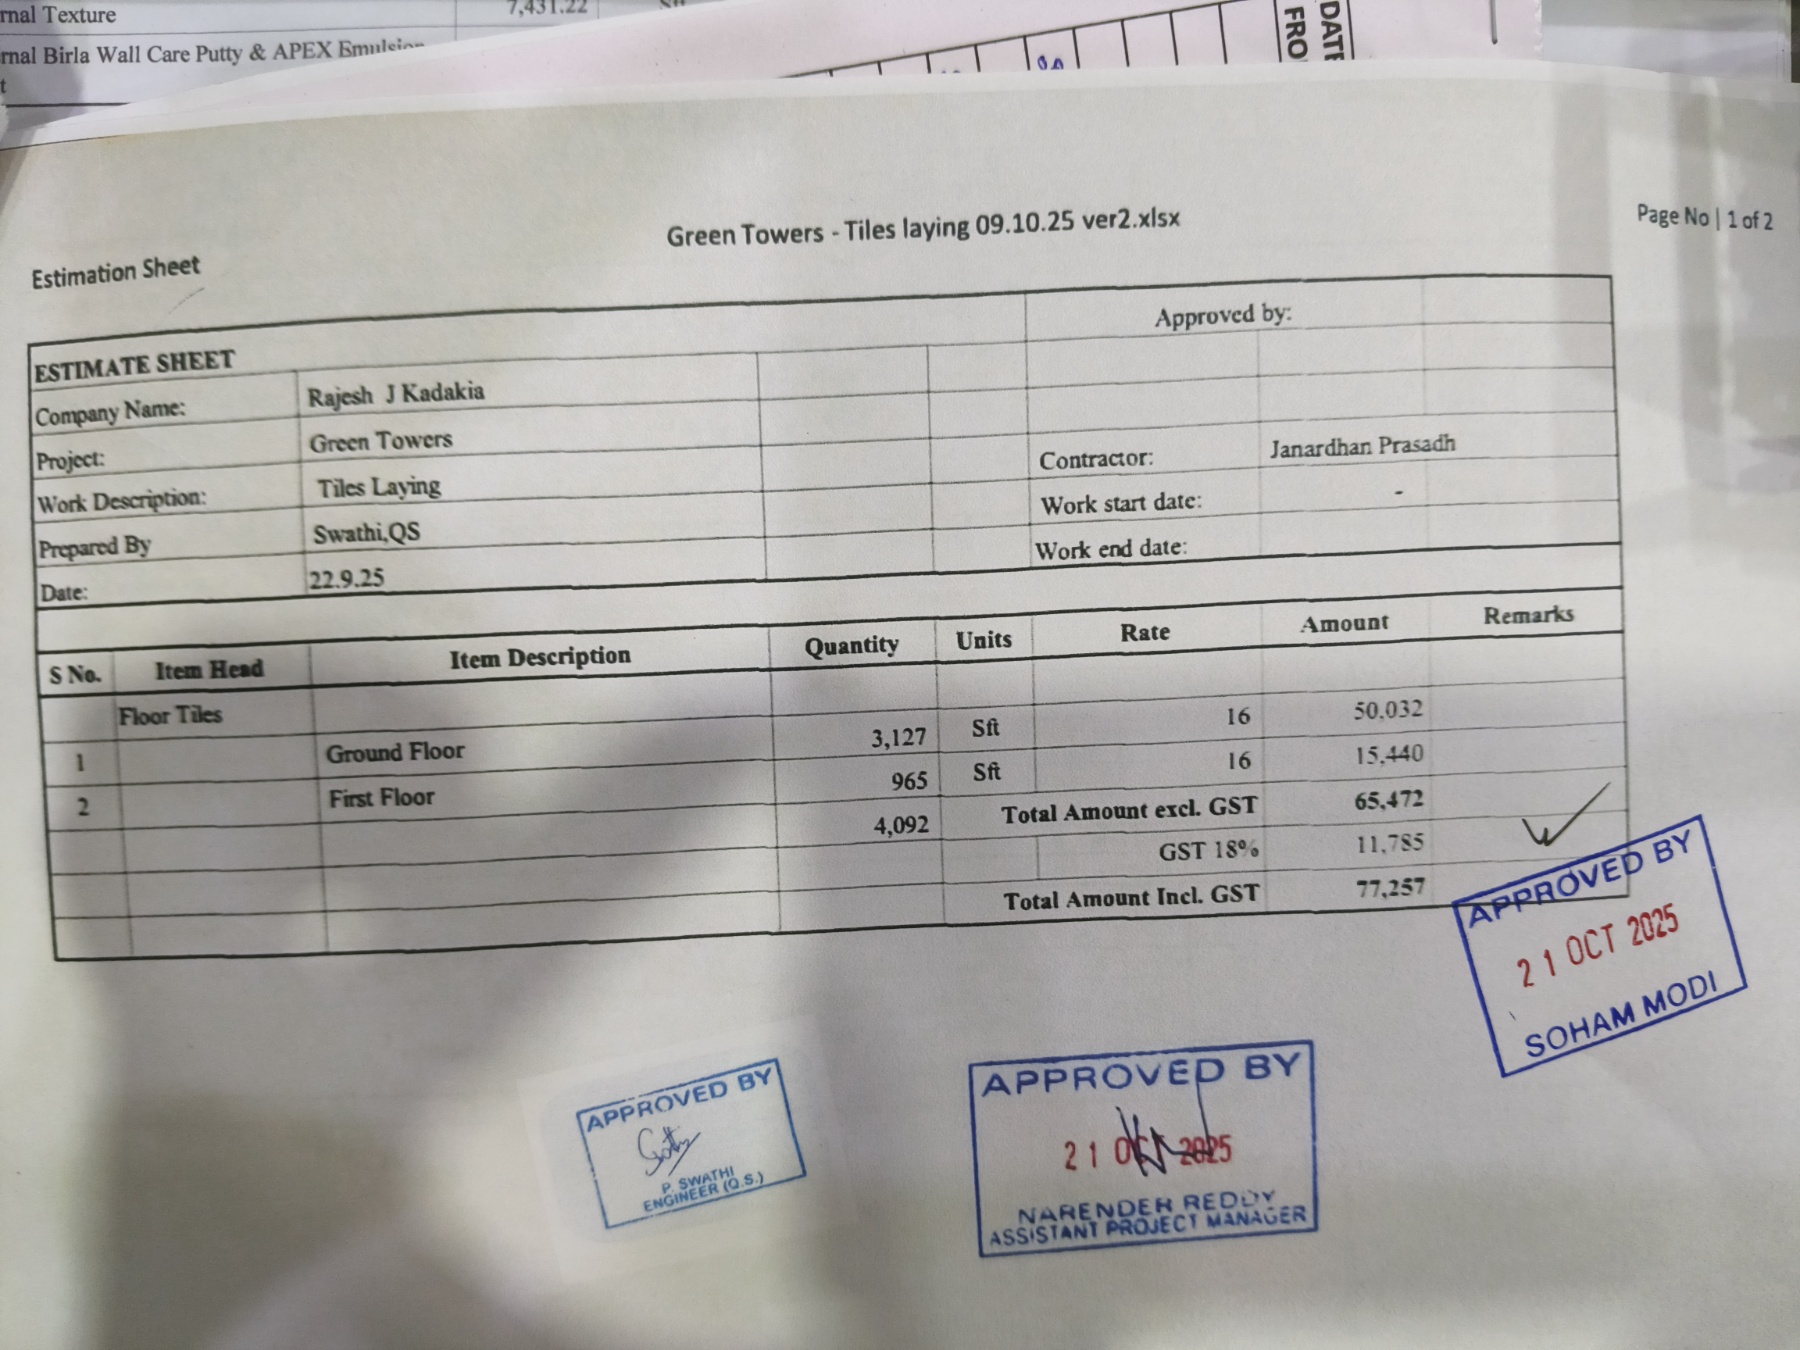 rnal Texture 7,431.22
rnal Birla Wall Care Putty & APEX Emulsion
t
DATE
FRO
Green Towers - Tiles laying 09.10.25 ver2.xlsx
Page No | 1 of 2
Estimation Sheet
ESTIMATE SHEET Approved by:
Company Name: Rajesh J Kadakia
Project: Green Towers
Work Description: Tiles Laying Contractor: Janardhan Prasadh
Prepared By Swathi,QS Work start date: -
Date: 22.9.25 Work end date:
S No. Item Head Item Description Quantity Units Rate Amount Remarks
Floor Tiles
1 Ground Floor 3,127 Sft 16 50,032
2 First Floor 965 Sft 16 15,440
4,092 Total Amount excl. GST 65,472
GST 18% 11,785
Total Amount Incl. GST 77,257
APPROVED BY
21 OCT 2025
SOHAM MODI
APPROVED BY
P. SWATHI
ENGINEER (Q.S.)
APPROVED BY
21 OCT 2025
NARENDER REDDY
ASSISTANT PROJECT MANAGER